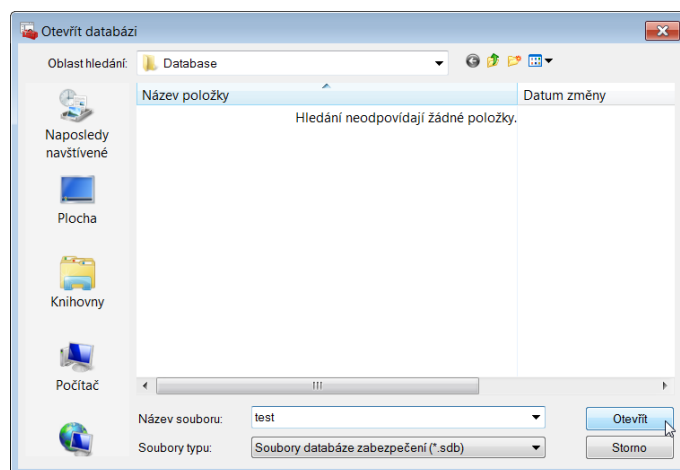 Otevřít databázi
Oblast hledání: Database
Název položky Datum změny
Hledání neodpovídají žádné položky.
Naposledy
navštívené
Plocha
Knihovny
Počítač
Název souboru: test Otevřít
Soubory typu: Soubory databáze zabezpečení (*.sdb) Storno